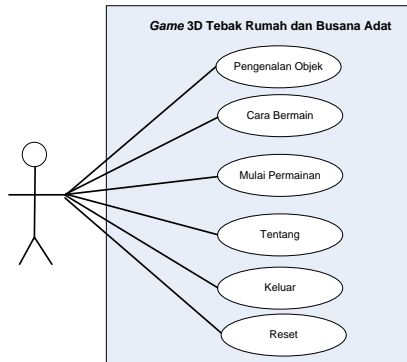 Game 3D Tebak Rumah dan Busana Adat
Pengenalan Objek
Cara Bermain
Mulai Permainan
Tentang
Keluar
Reset